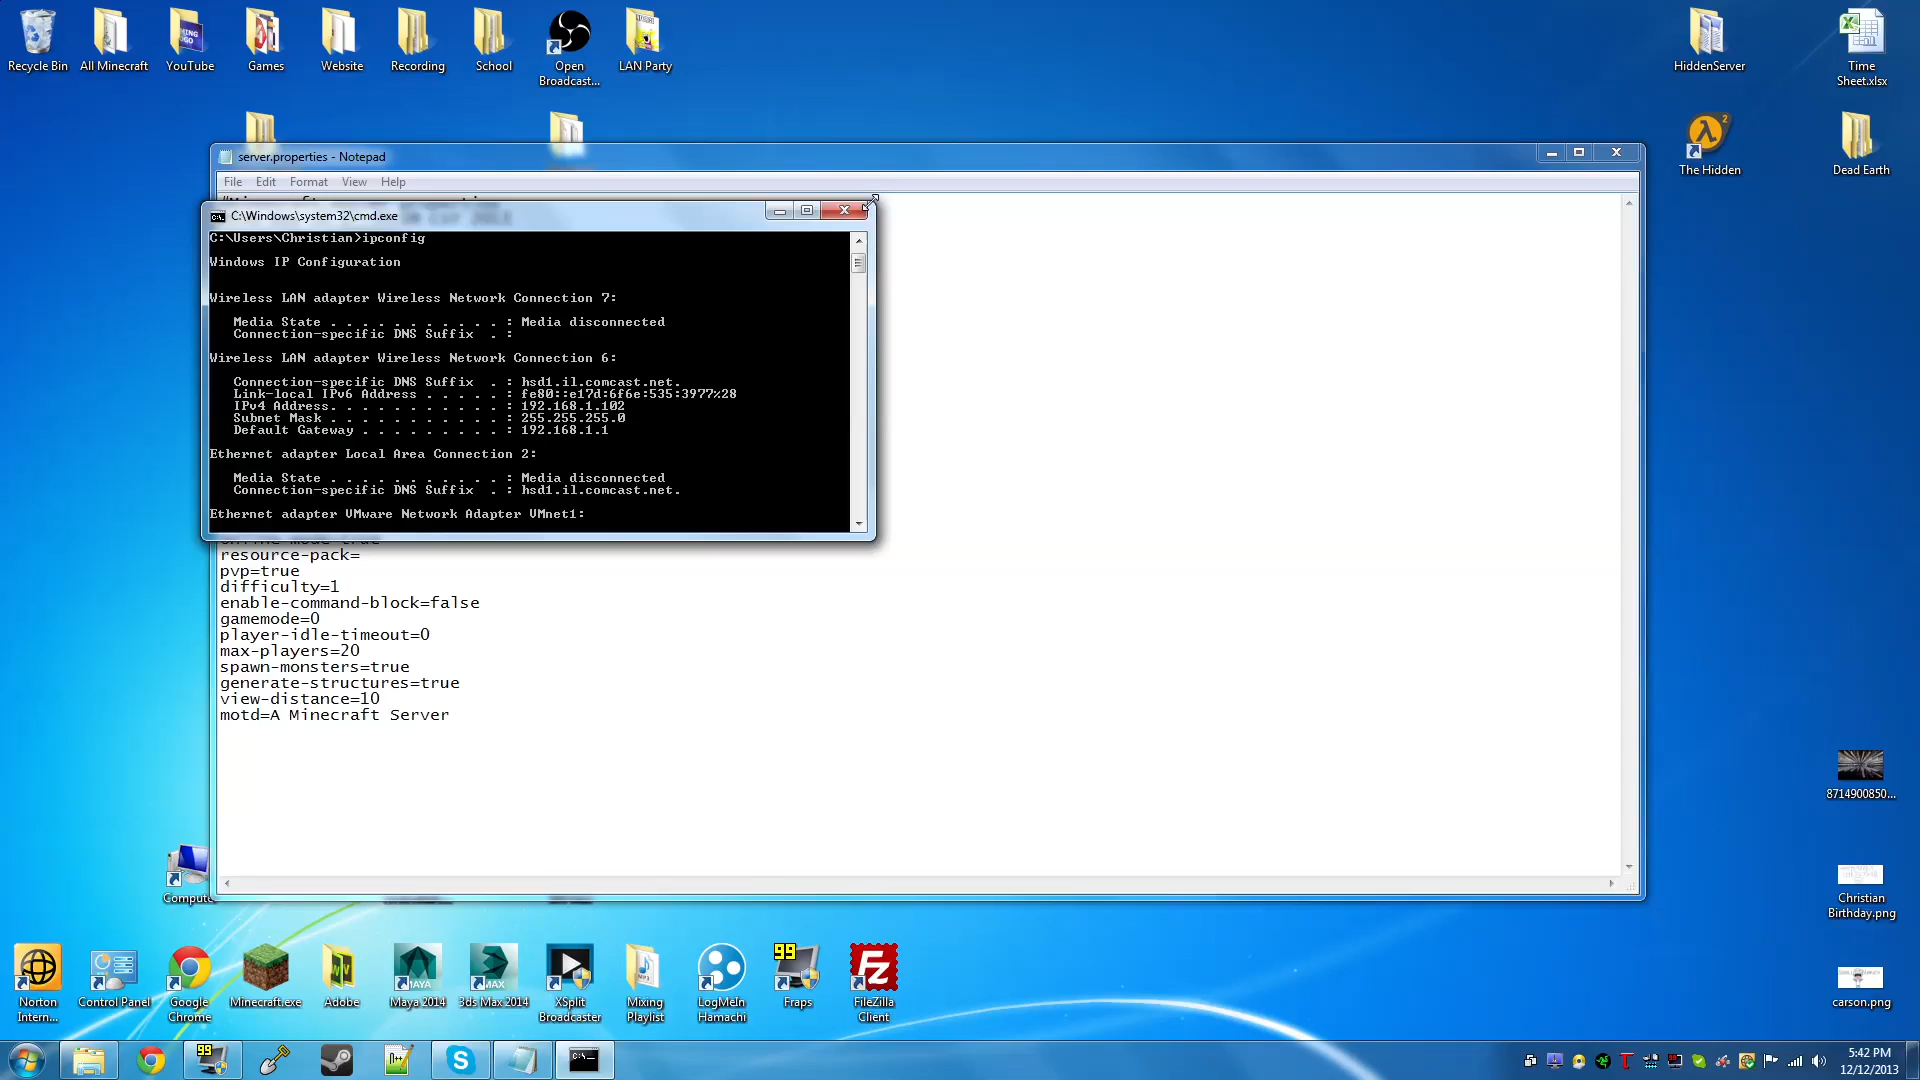 Recycle Bin
All Minecraft
YouTube
Games
Website
Recording
School
Open
Broadcast...
LAN Party
HiddenServer
Time
Sheet.xlsx
The Hidden
Dead Earth
server.properties - Notepad
File Edit Format View Help
C:\Windows\system32\cmd.exe
C:\Users\Christian>ipconfig
Windows IP Configuration
Wireless LAN adapter Wireless Network Connection 7:
Media State . . . . . . . . . . . : Media disconnected
Connection-specific DNS Suffix  . :
Wireless LAN adapter Wireless Network Connection 6:
Connection-specific DNS Suffix  . : hsd1.il.comcast.net.
Link-local IPv6 Address . . . . . : fe80::e17d:6f6e:535:3977%28
IPv4 Address. . . . . . . . . . . : 192.168.1.102
Subnet Mask . . . . . . . . . . . : 255.255.255.0
Default Gateway . . . . . . . . . : 192.168.1.1
Ethernet adapter Local Area Connection 2:
Media State . . . . . . . . . . . : Media disconnected
Connection-specific DNS Suffix  . : hsd1.il.comcast.net.
Ethernet adapter VMware Network Adapter VMnet1:
resource-pack=
pvp=true
difficulty=1
enable-command-block=false
gamemode=0
player-idle-timeout=0
max-players=20
spawn-monsters=true
generate-structures=true
view-distance=10
motd=A Minecraft Server
8714900850...
Christian
Birthday.png
carson.png
Compute
Norton
Intern...
Control Panel
Google
Chrome
Minecraft.exe
Adobe
Maya 2014
3ds Max 2014
XSplit
Broadcaster
Mixing
Playlist
LogMeIn
Hamachi
Fraps
FileZilla
Client
5:42 PM
12/12/2013